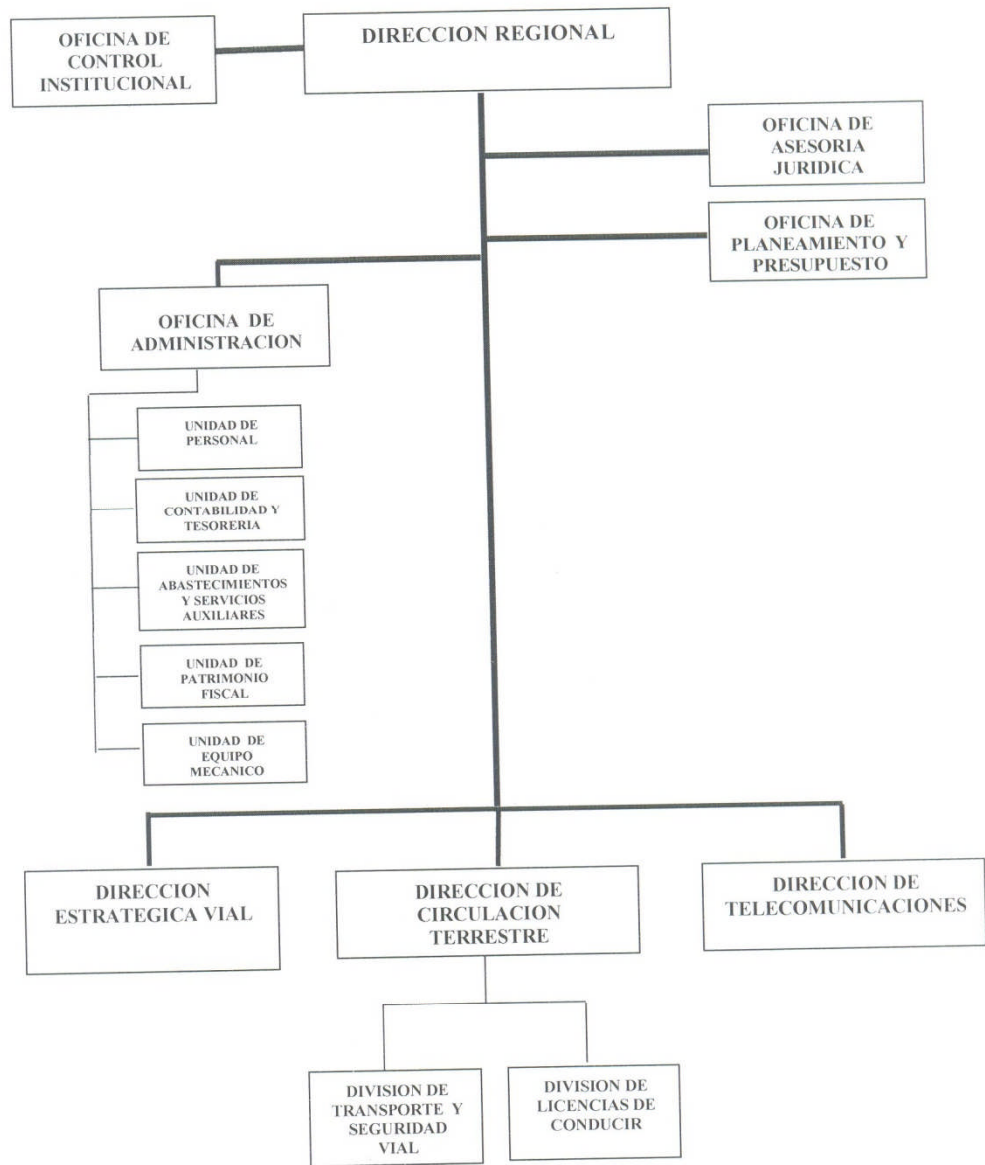 OFICINA DE
CONTROL
INSTITUCIONAL
DIRECCION REGIONAL
OFICINA DE
ASESORIA
JURIDICA
OFICINA DE
PLANEAMIENTO Y
PRESUPUESTO
OFICINA DE
ADMINISTRACION
UNIDAD DE
PERSONAL
UNIDAD DE
CONTABILIDAD Y
TESORERIA
UNIDAD DE
ABASTECIMIENTOS
Y SERVICIOS
AUXILIARES
UNIDAD DE
PATRIMONIO
FISCAL
UNIDAD DE
EQUIPO
MECANICO
DIRECCION
ESTRATEGICA VIAL
DIRECCION DE
CIRCULACION
TERRESTRE
DIRECCION DE
TELECOMUNICACIONES
DIVISION DE
TRANSPORTE Y
SEGURIDAD
VIAL
DIVISION DE
LICENCIAS DE
CONDUCIR